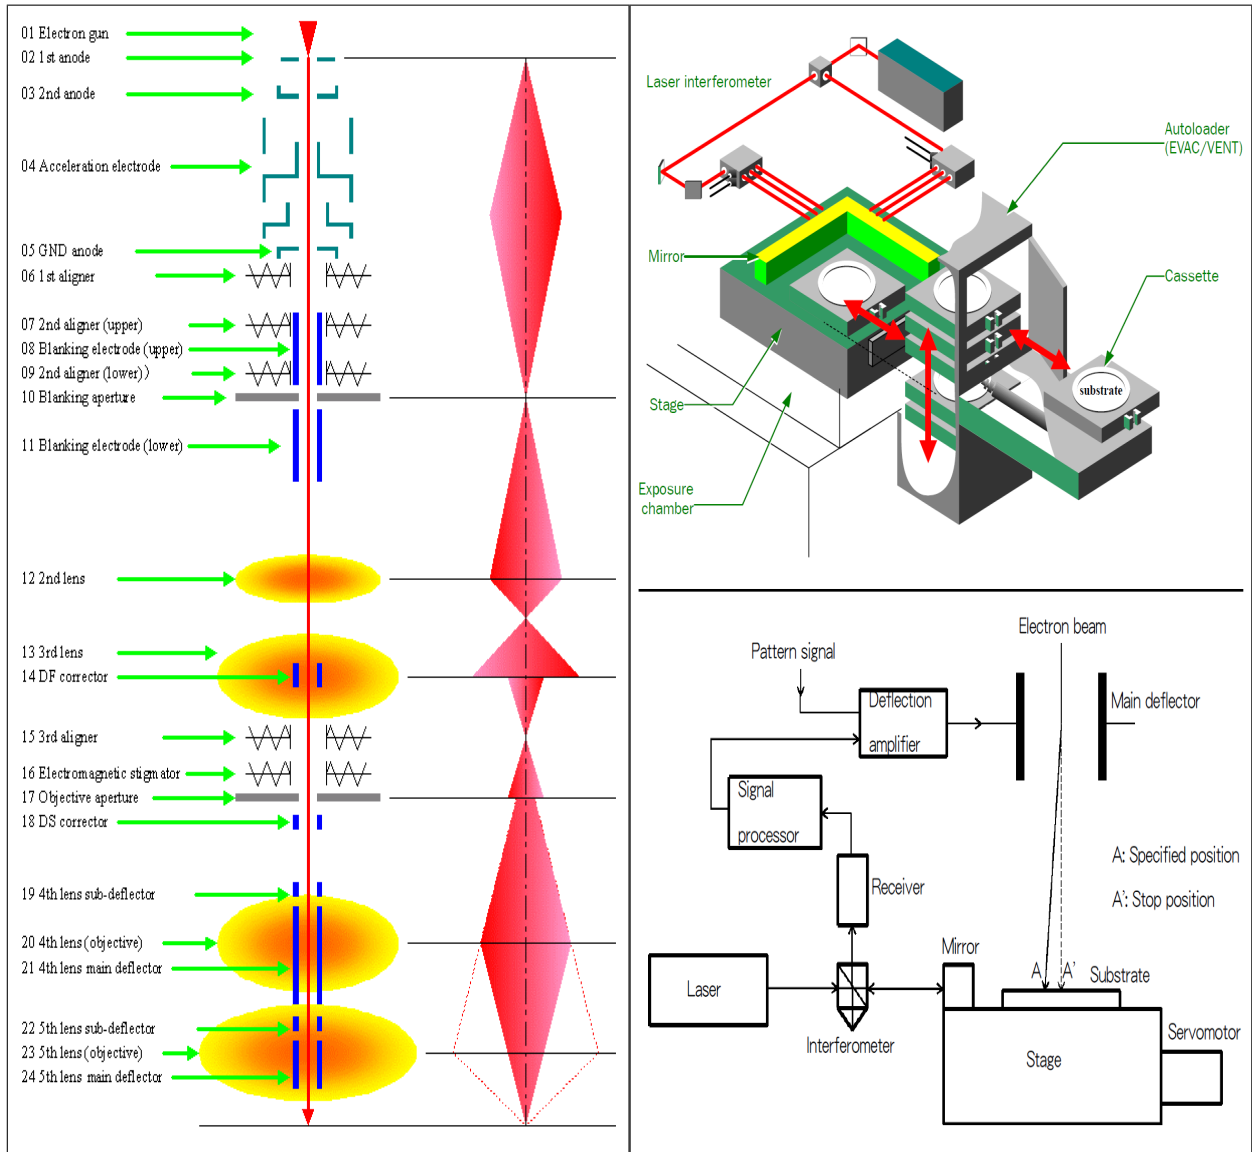 01 Electron gun
02 1st anode
03 2nd anode
04 Acceleration electrode
05 GND anode
06 1st aligner
07 2nd aligner (upper)
08 Blanking electrode (upper)
09 2nd aligner (lower))
10 Blanking aperture
11 Blanking electrode (lower)
12 2nd lens
13 3rd lens
14 DF corrector
15 3rd aligner
16 Electromagnetic stigmator
17 Objective aperture
18 DS corrector
19 4th lens sub-deflector
20 4th lens (objective)
21 4th lens main deflector
22 5th lens sub-deflector
23 5th lens (objective)
24 5th lens main deflector
Laser interferometer
Autoloader
(EVAC/VENT)
Mirror
Cassette
substrate
Stage
Exposure
chamber
Electron beam
Pattern signal
Deflection
amplifier
Main deflector
Signal
processor
A: Specified position
Receiver
A': Stop position
Mirror
A
A'
Substrate
Laser
Interferometer
Stage
Servomotor